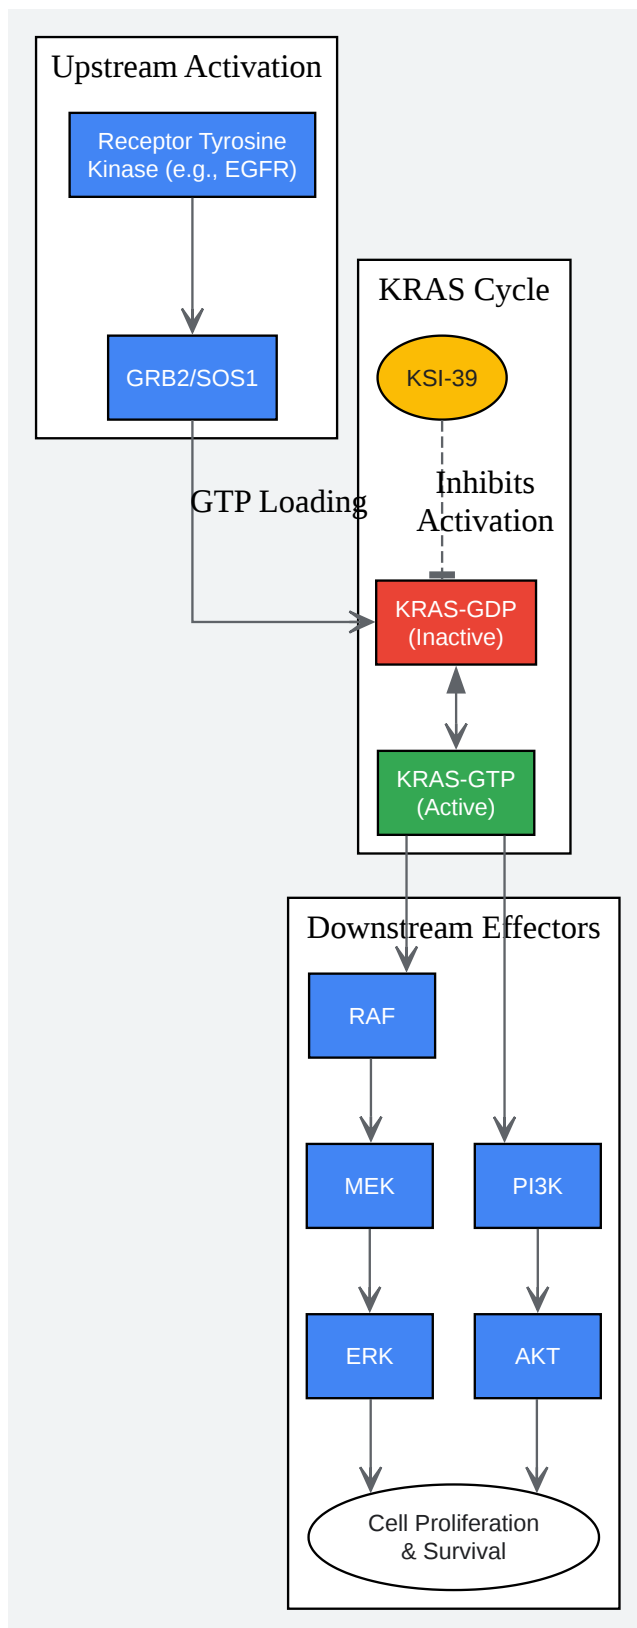 Upstream Activation
Receptor Tyrosine
Kinase (e.g., EGFR)
GRB2/SOS1
GTP Loading
KRAS Cycle
KSI-39
Inhibits
Activation
KRAS-GDP
(Inactive)
KRAS-GTP
(Active)
Downstream Effectors
RAF
MEK
PI3K
ERK
AKT
Cell Proliferation
& Survival